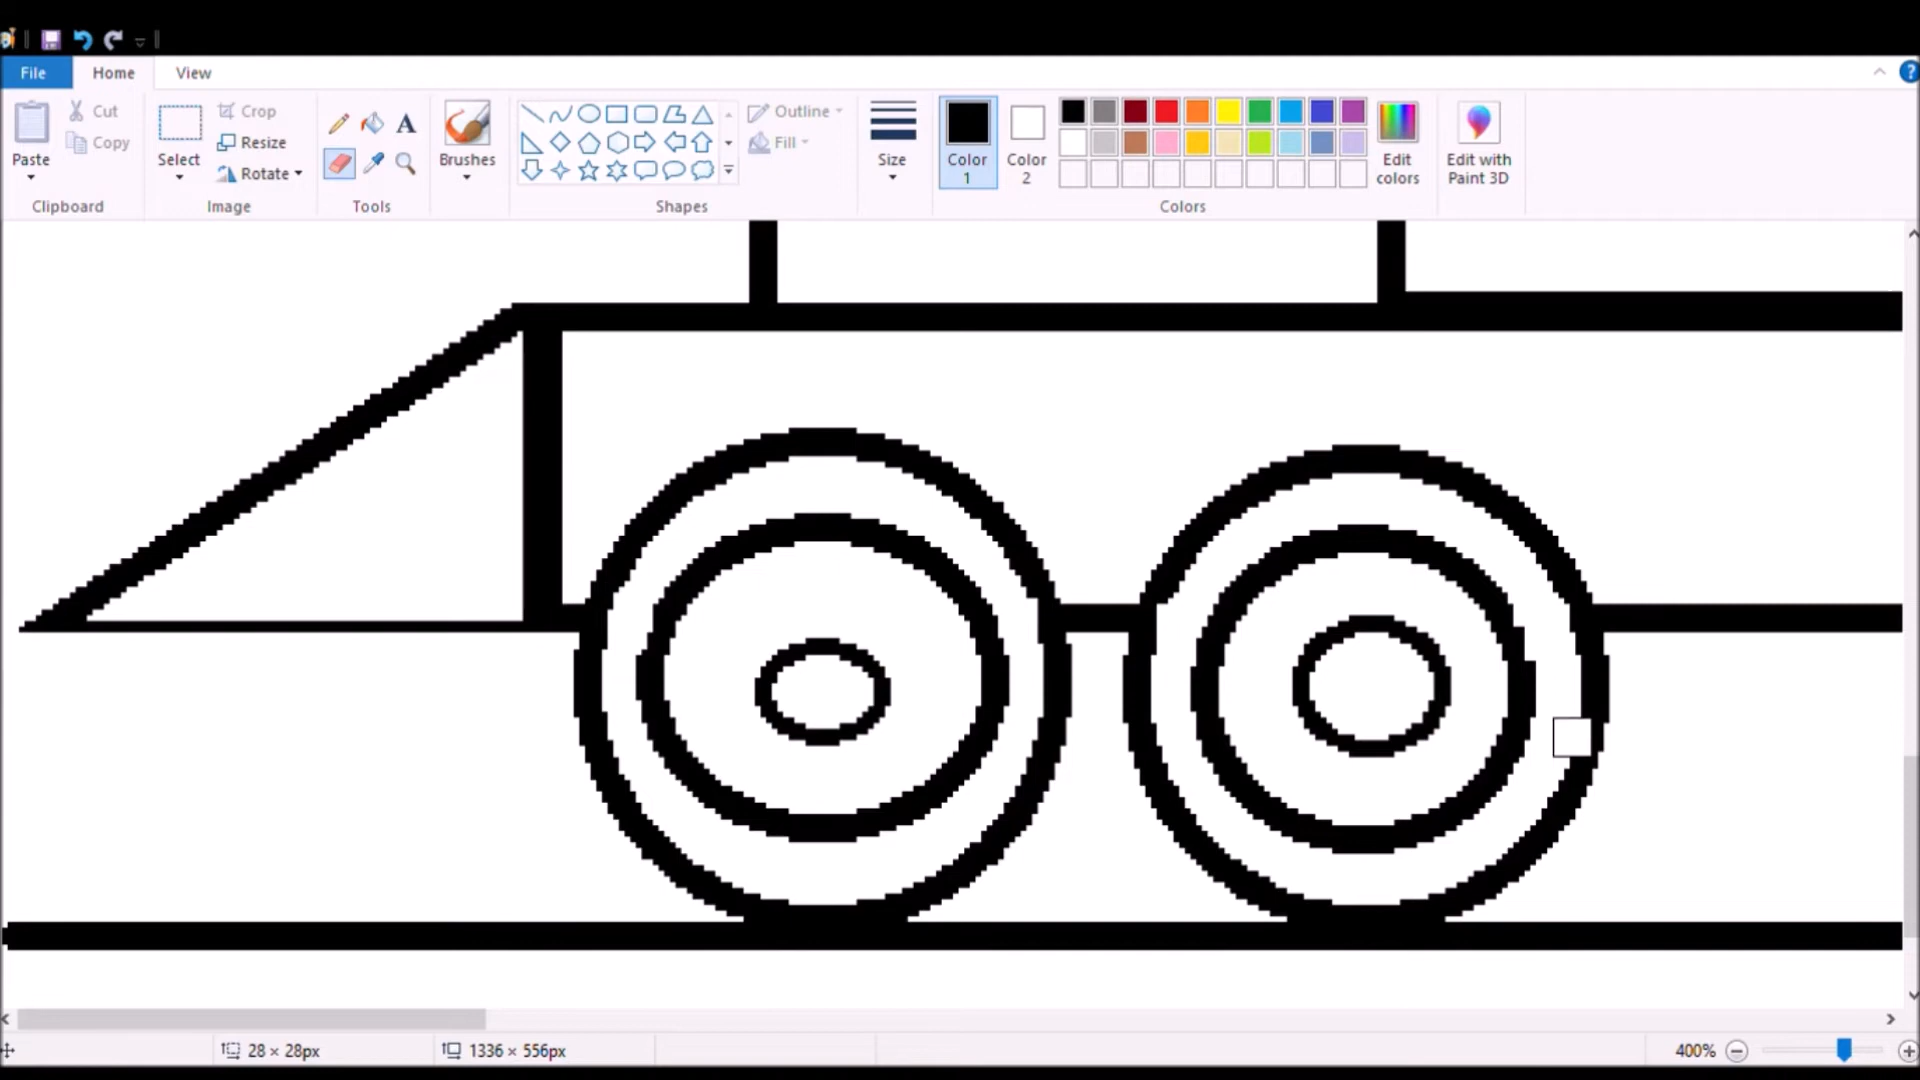 File Home View ?
Cut Crop Outline
Copy Resize Fill
Paste Select Rotate A Brushes Size Color 1 Color 2 Edit colors Edit with Paint 3D
Clipboard Image Tools Shapes Colors
28 × 28px 1336 × 556px 400%